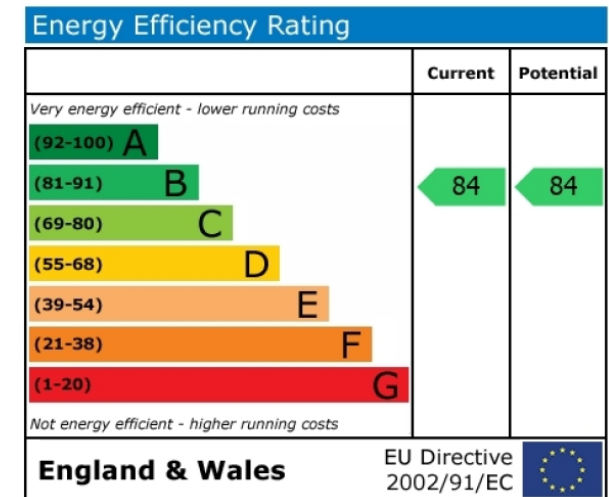 Energy Efficiency Rating
Current Potential
Very energy efficient - lower running costs
(92-100) A
(81-91) B 84 84
(69-80) C
(55-68) D
(39-54) E
(21-38) F
(1-20) G
Not energy efficient - higher running costs
England & Wales
EU Directive
2002/91/EC